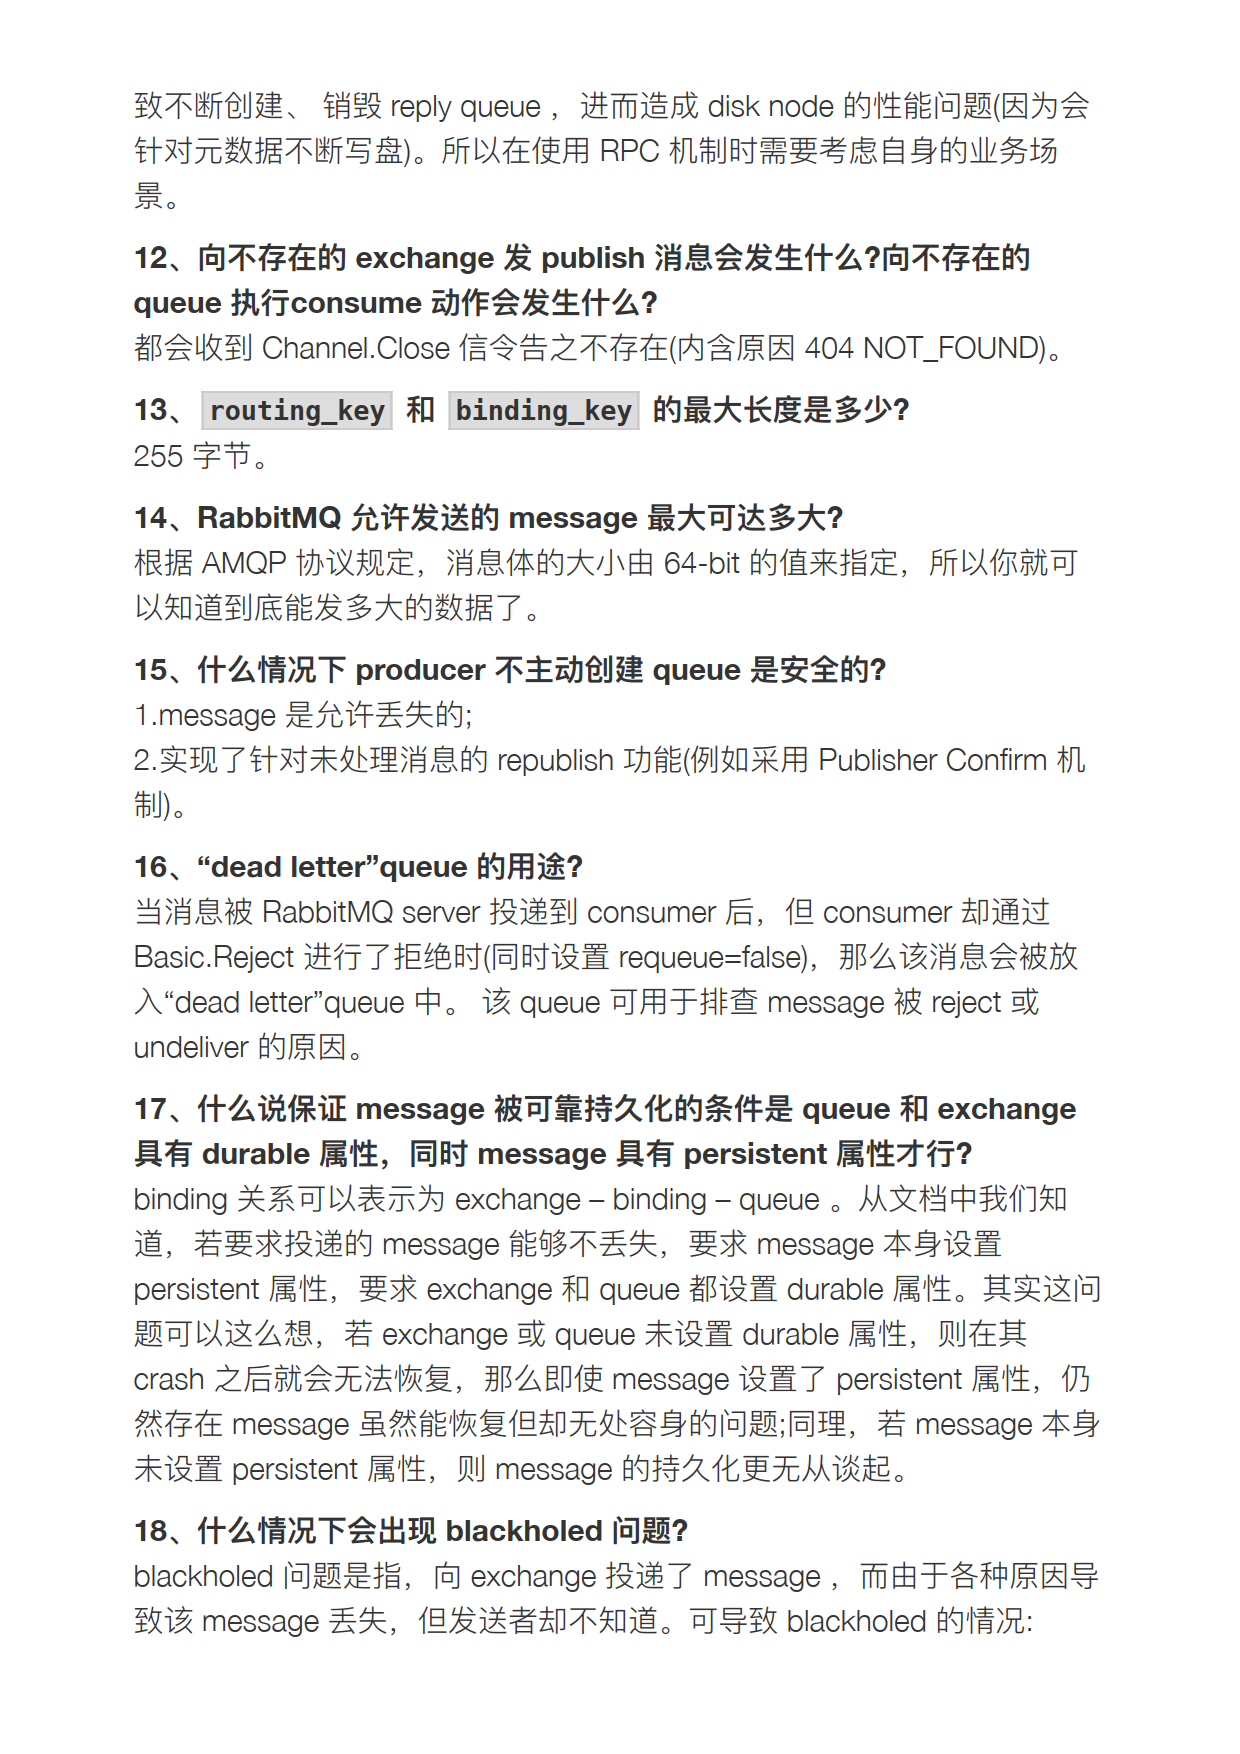 致不断创建、 销毁 reply queue ，进而造成 disk node 的性能问题(因为会
针对元数据不断写盘)。所以在使用 RPC 机制时需要考虑自身的业务场
景。
12、向不存在的 exchange 发 publish 消息会发生什么?向不存在的
queue 执行consume 动作会发生什么?
都会收到 Channel.Close 信令告之不存在(内含原因 404 NOT_FOUND)。
13、 routing_key 和 binding_key 的最大长度是多少?
255 字节。
14、RabbitMQ 允许发送的 message 最大可达多大?
根据 AMQP 协议规定，消息体的大小由 64-bit 的值来指定，所以你就可
以知道到底能发多大的数据了。
15、什么情况下 producer 不主动创建 queue 是安全的?
1.message 是允许丢失的;
2.实现了针对未处理消息的 republish 功能(例如采用 Publisher Confirm 机
制)。
16、“dead letter”queue 的用途?
当消息被 RabbitMQ server 投递到 consumer 后，但 consumer 却通过
Basic.Reject 进行了拒绝时(同时设置 requeue=false)，那么该消息会被放
入“dead letter”queue 中。 该 queue 可用于排查 message 被 reject 或
undeliver 的原因。
17、什么说保证 message 被可靠持久化的条件是 queue 和 exchange
具有 durable 属性，同时 message 具有 persistent 属性才行?
binding 关系可以表示为 exchange – binding – queue 。从文档中我们知
道，若要求投递的 message 能够不丢失，要求 message 本身设置
persistent 属性，要求 exchange 和 queue 都设置 durable 属性。其实这问
题可以这么想，若 exchange 或 queue 未设置 durable 属性，则在其
crash 之后就会无法恢复，那么即使 message 设置了 persistent 属性，仍
然存在 message 虽然能恢复但却无处容身的问题;同理，若 message 本身
未设置 persistent 属性，则 message 的持久化更无从谈起。
18、什么情况下会出现 blackholed 问题?
blackholed 问题是指，向 exchange 投递了 message ，而由于各种原因导
致该 message 丢失，但发送者却不知道。可导致 blackholed 的情况: